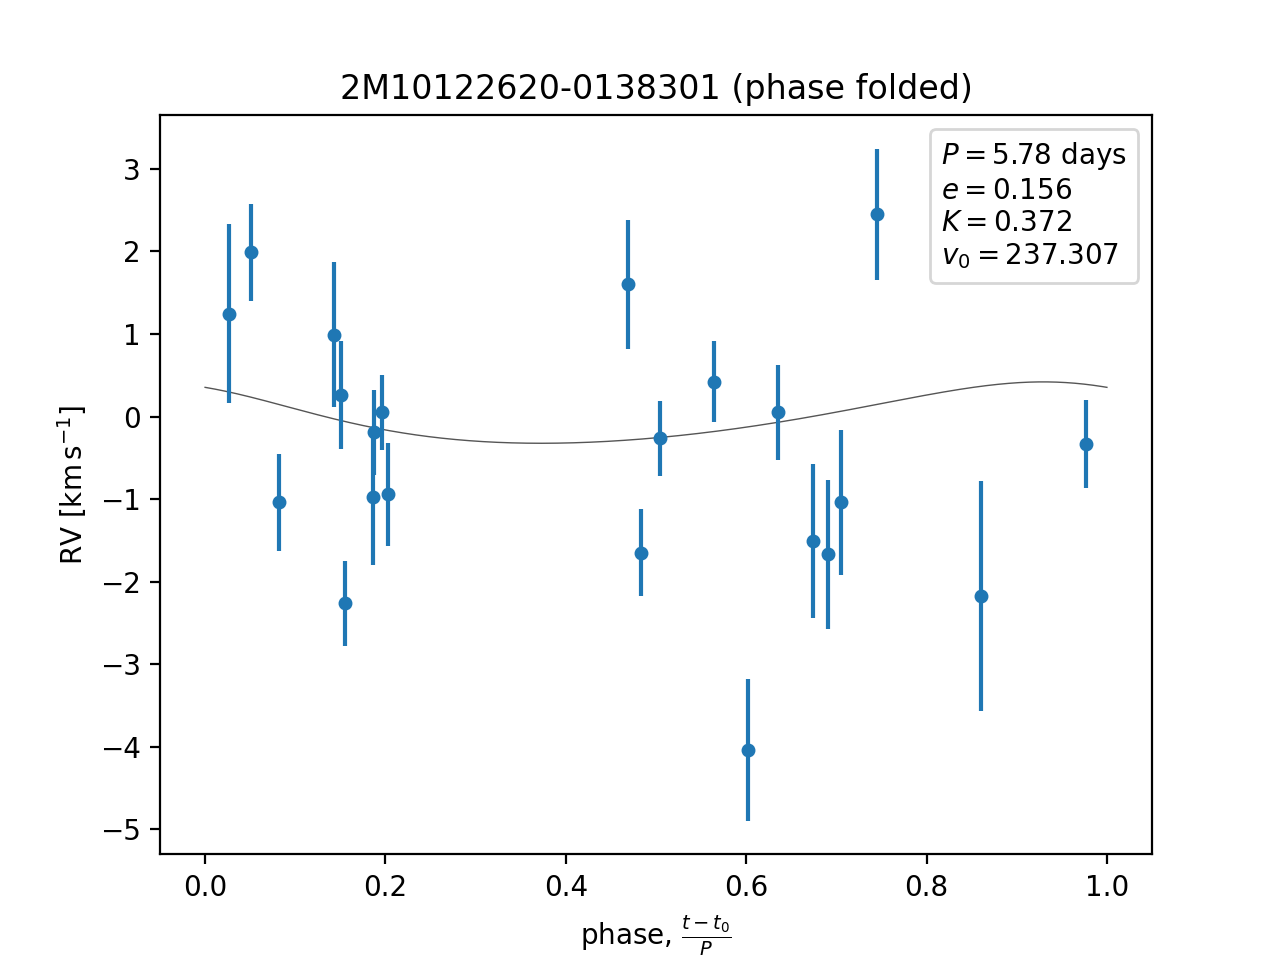 2M10122620-0138301 (phase folded)
P = 5.78 days
e = 0.156
K = 0.372
v₀ = 237.307
3
2
1
0
−1
−2
−3
−4
−5
RV [km s⁻¹]
0.0 0.2 0.4 0.6 0.8 1.0
phase, (t − t₀)/P